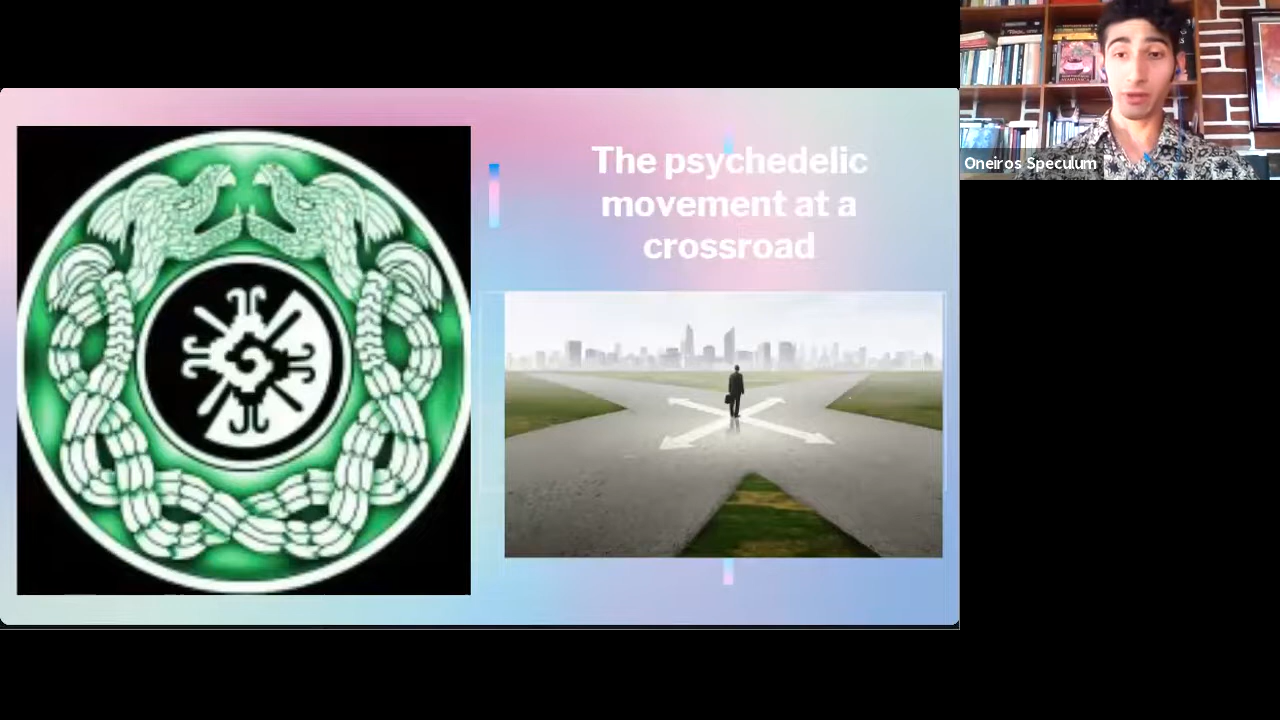 The psychedelic
movement at a
crossroad
Oneiros Speculum